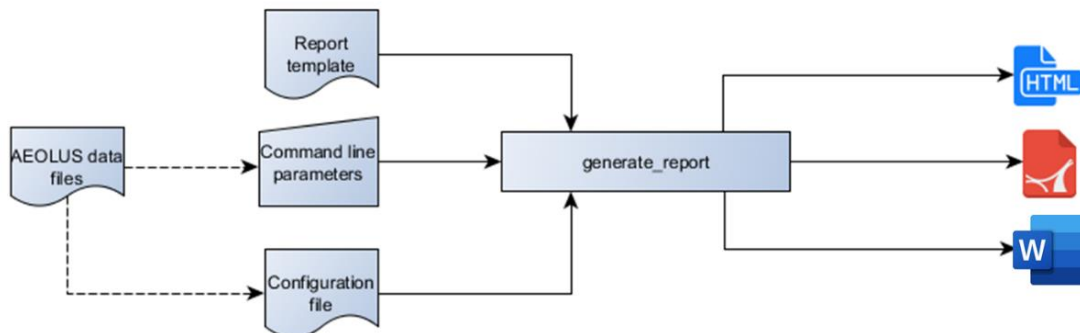 Report
template
HTML
AEOLUS data
files
Command line
parameters
generate_report
Configuration
file
W